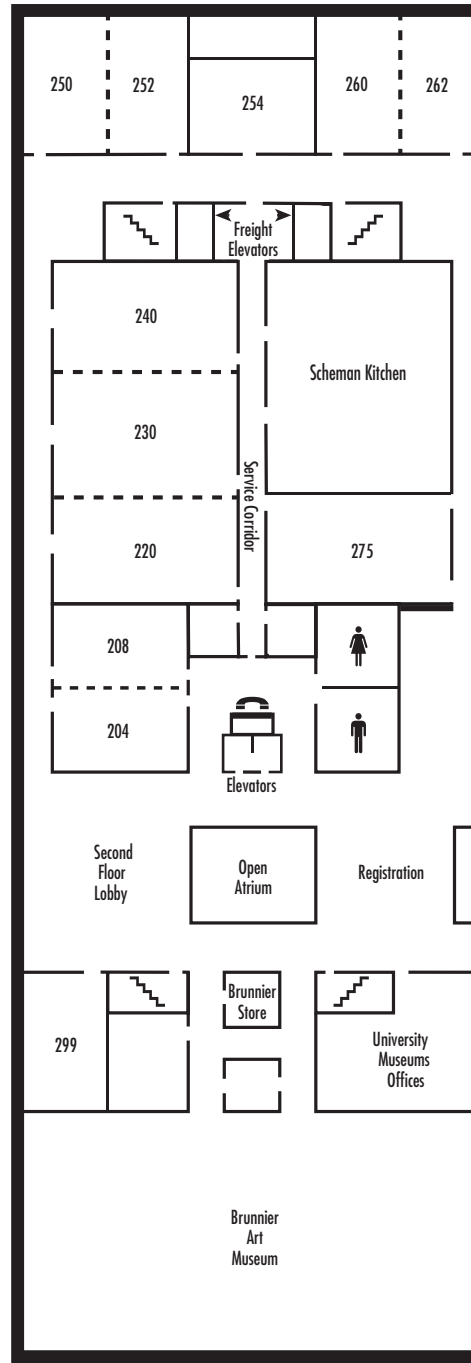 250
252
254
260
262
Freight
Elevators
240
Scheman Kitchen
230
Service Corridor
220
275
208
204
Elevators
Second
Floor
Lobby
Open
Atrium
Registration
Brunnier
Store
299
University
Museums
Offices
Brunnier
Art
Museum